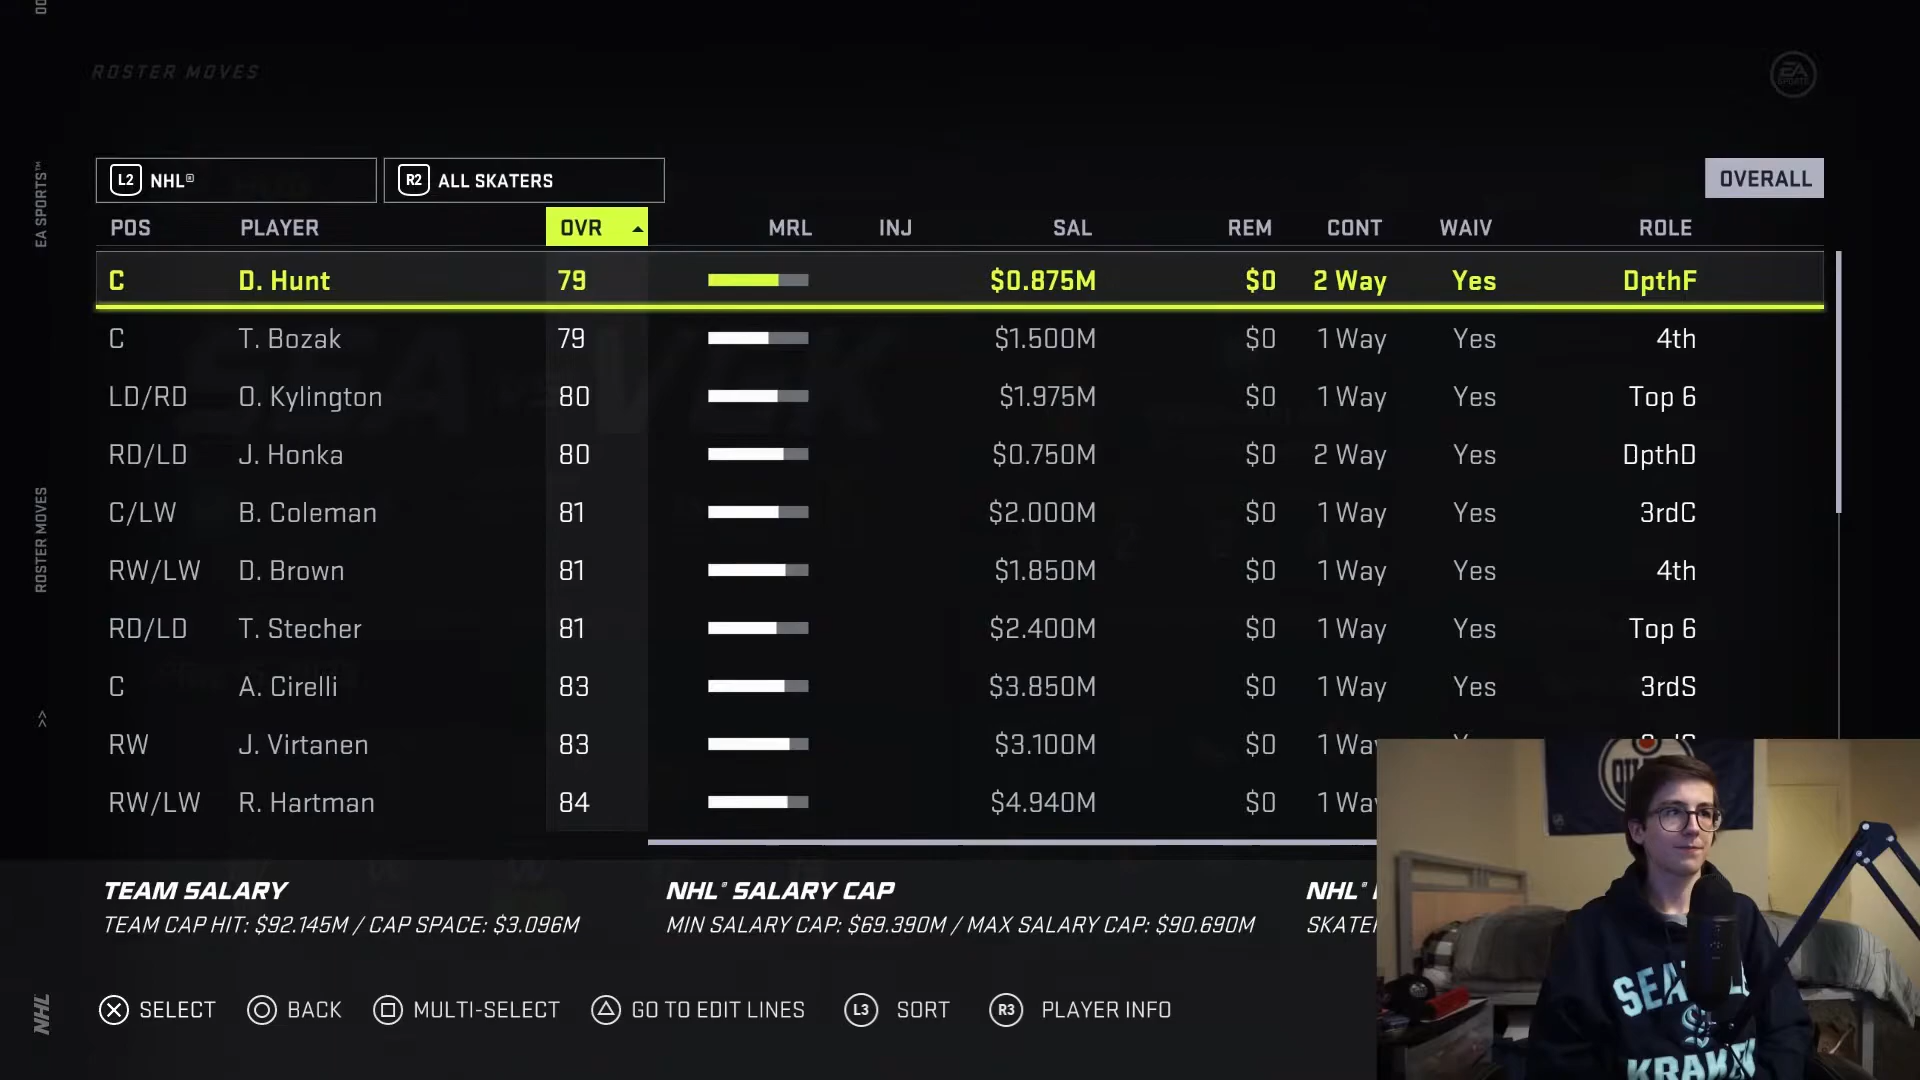 ROSTER MOVES
EA SPORTS
EA SPORTS™
ROSTER MOVES
>>
NHL
L2 NHL®
R2 ALL SKATERS
OVERALL
POS PLAYER OVR MRL INJ SAL REM CONT WAIV ROLE
C D. Hunt 79 $0.875M $0 2 Way Yes DpthF
C T. Bozak 79 $1.500M $0 1 Way Yes 4th
LD/RD O. Kylington 80 $1.975M $0 1 Way Yes Top 6
RD/LD J. Honka 80 $0.750M $0 2 Way Yes DpthD
C/LW B. Coleman 81 $2.000M $0 1 Way Yes 3rdC
RW/LW D. Brown 81 $1.850M $0 1 Way Yes 4th
RD/LD T. Stecher 81 $2.400M $0 1 Way Yes Top 6
C A. Cirelli 83 $3.850M $0 1 Way Yes 3rdS
RW J. Virtanen 83 $3.100M $0 1 Way
RW/LW R. Hartman 84 $4.940M $0 1 Way
TEAM SALARY
TEAM CAP HIT: $92.145M / CAP SPACE: $3.096M
NHL® SALARY CAP
MIN SALARY CAP: $69.390M / MAX SALARY CAP: $90.690M
NHL®
SELECT
BACK
MULTI-SELECT
GO TO EDIT LINES
L3 SORT
R3 PLAYER INFO
KRAKEN